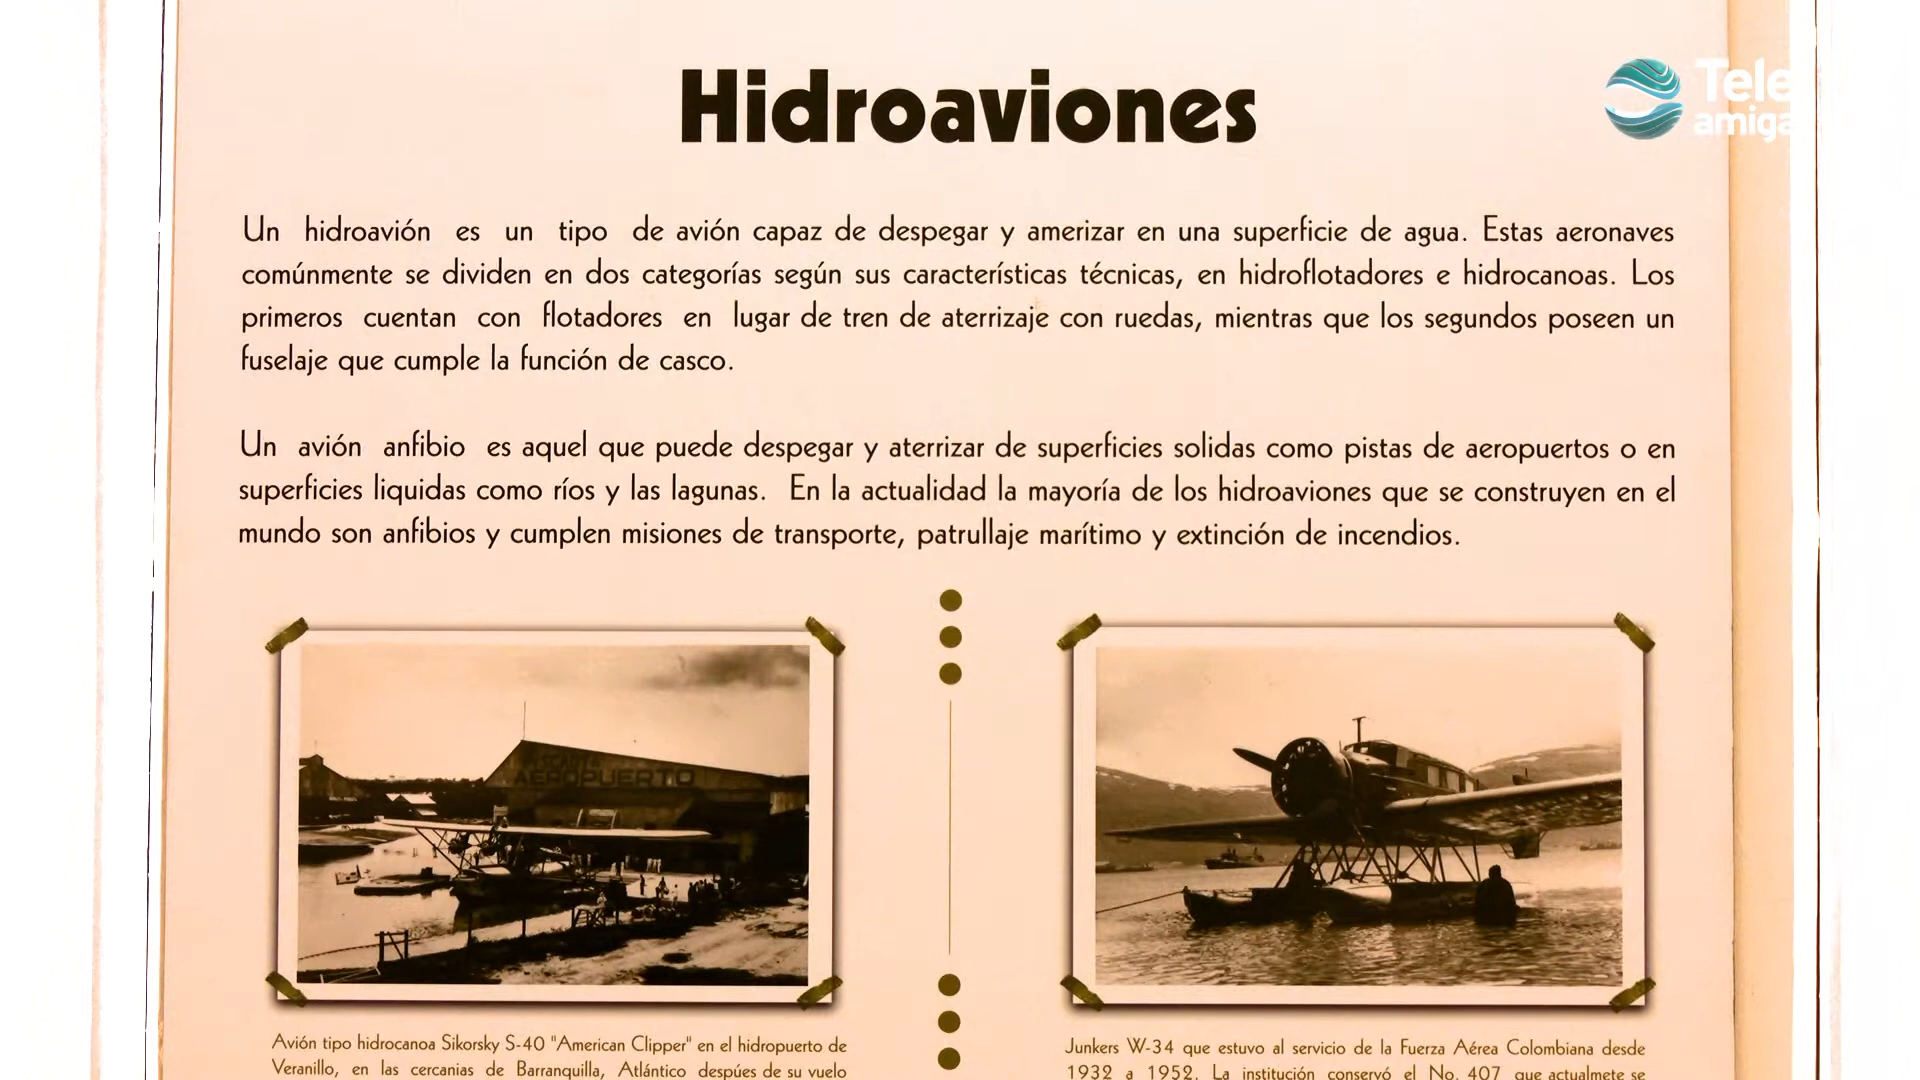 Hidroaviones
Tele
amiga
Un hidroavión es un tipo de avión capaz de despegar y amerizar en una superficie de agua. Estas aeronaves
comúnmente se dividen en dos categorías según sus características técnicas, en hidroflotadores e hidrocanoas. Los
primeros cuentan con flotadores en lugar de tren de aterrizaje con ruedas, mientras que los segundos poseen un
fuselaje que cumple la función de casco.
Un avión anfibio es aquel que puede despegar y aterrizar de superficies solidas como pistas de aeropuertos o en
superficies liquidas como ríos y las lagunas. En la actualidad la mayoría de los hidroaviones que se construyen en el
mundo son anfibios y cumplen misiones de transporte, patrullaje marítimo y extinción de incendios.
AEROPUERTO
Avión tipo hidrocanoa Sikorsky S-40 "American Clipper" en el hidropuerto de
Veranillo, en las cercanias de Barranquilla, Atlántico despúes de su vuelo
Junkers W-34 que estuvo al servicio de la Fuerza Aérea Colombiana desde
1932 a 1952. La institución conservó el No. 407 que actualmete se